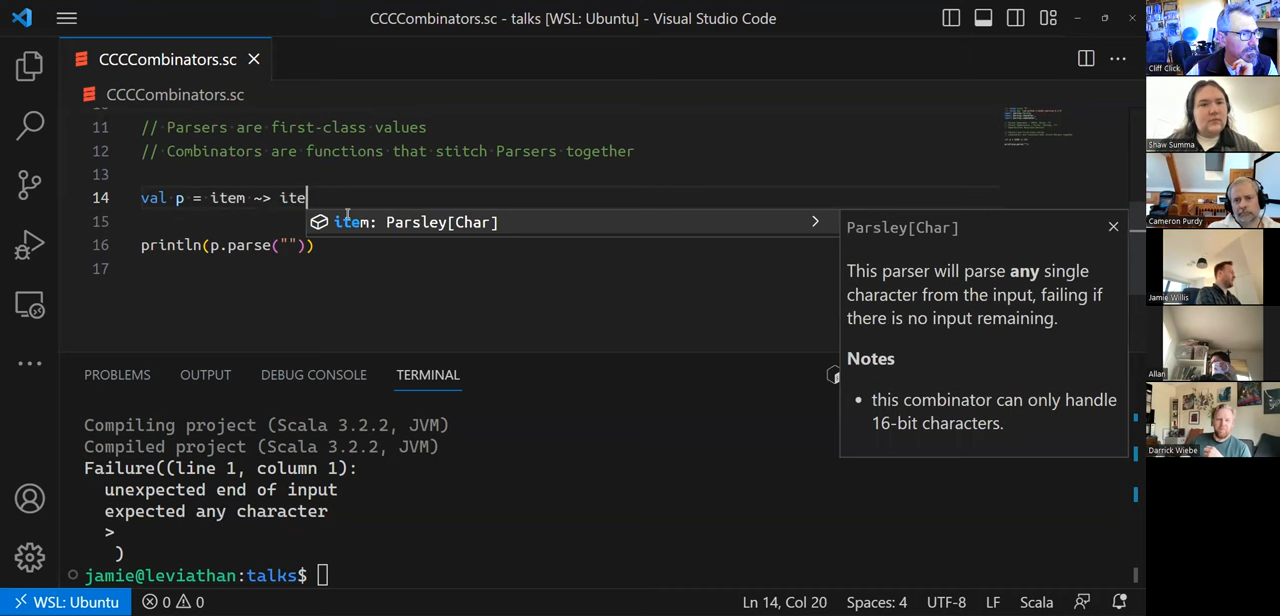 CCCCombinators.sc - talks [WSL: Ubuntu] - Visual Studio Code
CCCCombinators.sc
CCCCombinators.sc
11 // Parsers are first-class values
12 // Combinators are functions that stitch Parsers together
13
14 val p = item ~> ite
item: Parsley[Char]
15
16 println(p.parse(""))
17
Parsley[Char]
This parser will parse any single
character from the input, failing if
there is no input remaining.
Notes
• this combinator can only handle
16-bit characters.
PROBLEMS OUTPUT DEBUG CONSOLE TERMINAL
Compiling project (Scala 3.2.2, JVM)
Compiled project (Scala 3.2.2, JVM)
Failure((line 1, column 1):
unexpected end of input
expected any character
>
)
jamie@leviathan:talks$
WSL: Ubuntu 0 0 Ln 14, Col 20 Spaces: 4 UTF-8 LF Scala
Cliff Click
Shaw Summa
Cameron Purdy
Jamie Willis
Allan
Darrick Wiebe